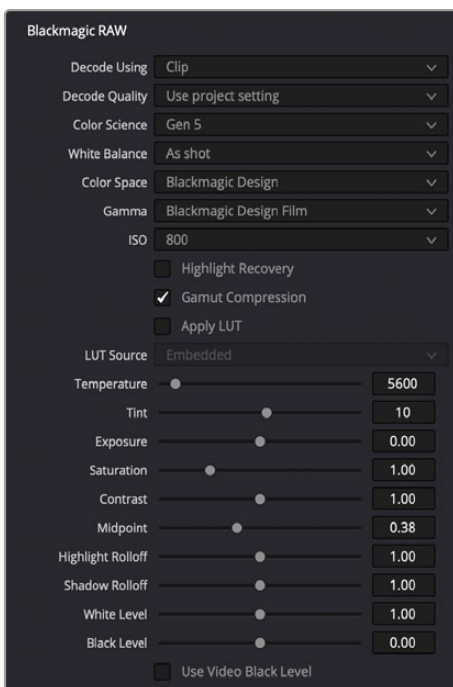 Blackmagic RAW
Decode Using Clip
Decode Quality Use project setting
Color Science Gen 5
White Balance As shot
Color Space Blackmagic Design
Gamma Blackmagic Design Film
ISO 800
Highlight Recovery
Gamut Compression
Apply LUT
LUT Source Embedded
Temperature 5600
Tint 10
Exposure 0.00
Saturation 1.00
Contrast 1.00
Midpoint 0.38
Highlight Rolloff 1.00
Shadow Rolloff 1.00
White Level 1.00
Black Level 0.00
Use Video Black Level